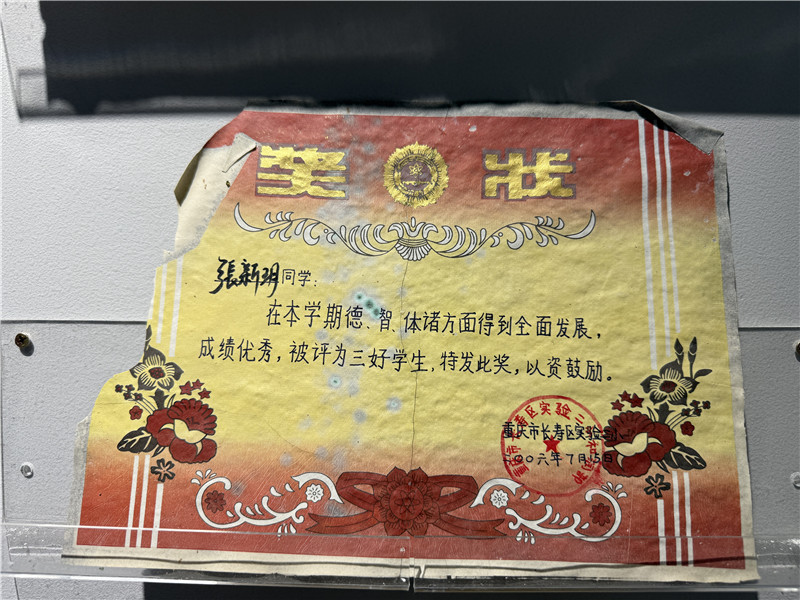 奖 状
張新玥同学:
在本学期德、智、体诸方面得到全面发展,
成绩优秀,被评为三好学生,特发此奖,以资鼓励。
重庆市长寿区实验
二00六年7月15日